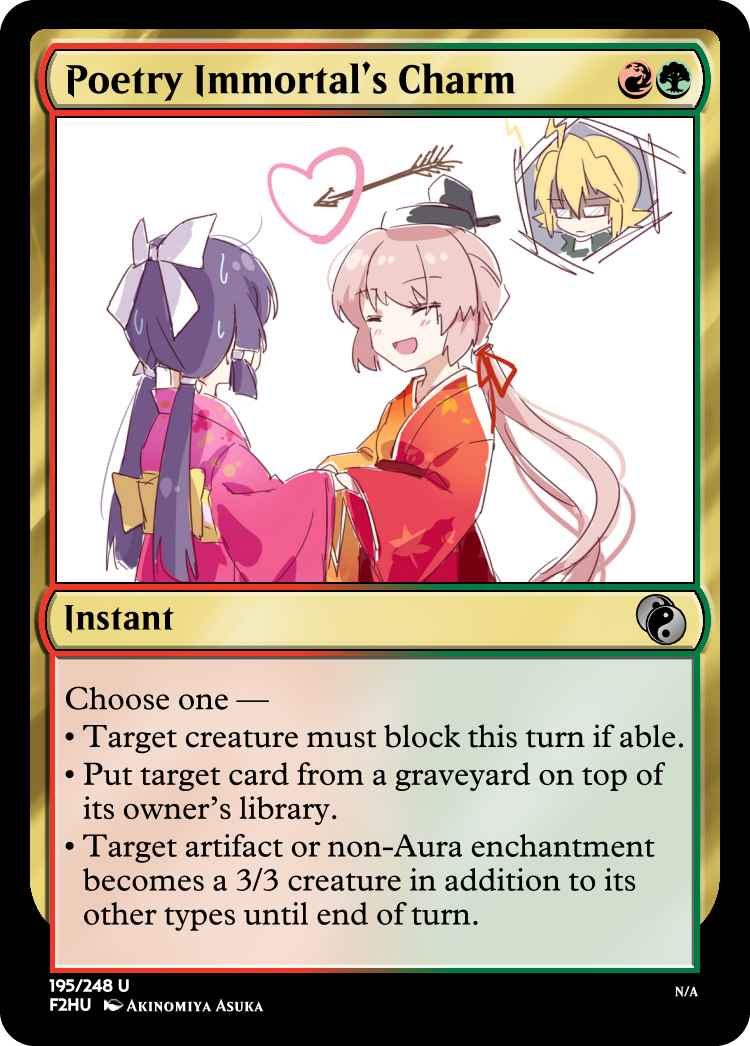 Poetry Immortal's Charm
Instant
Choose one —
• Target creature must block this turn if able.
• Put target card from a graveyard on top of
its owner's library.
• Target artifact or non-Aura enchantment
becomes a 3/3 creature in addition to its
other types until end of turn.
195/248 U
F2HU Akinomiya Asuka
N/A